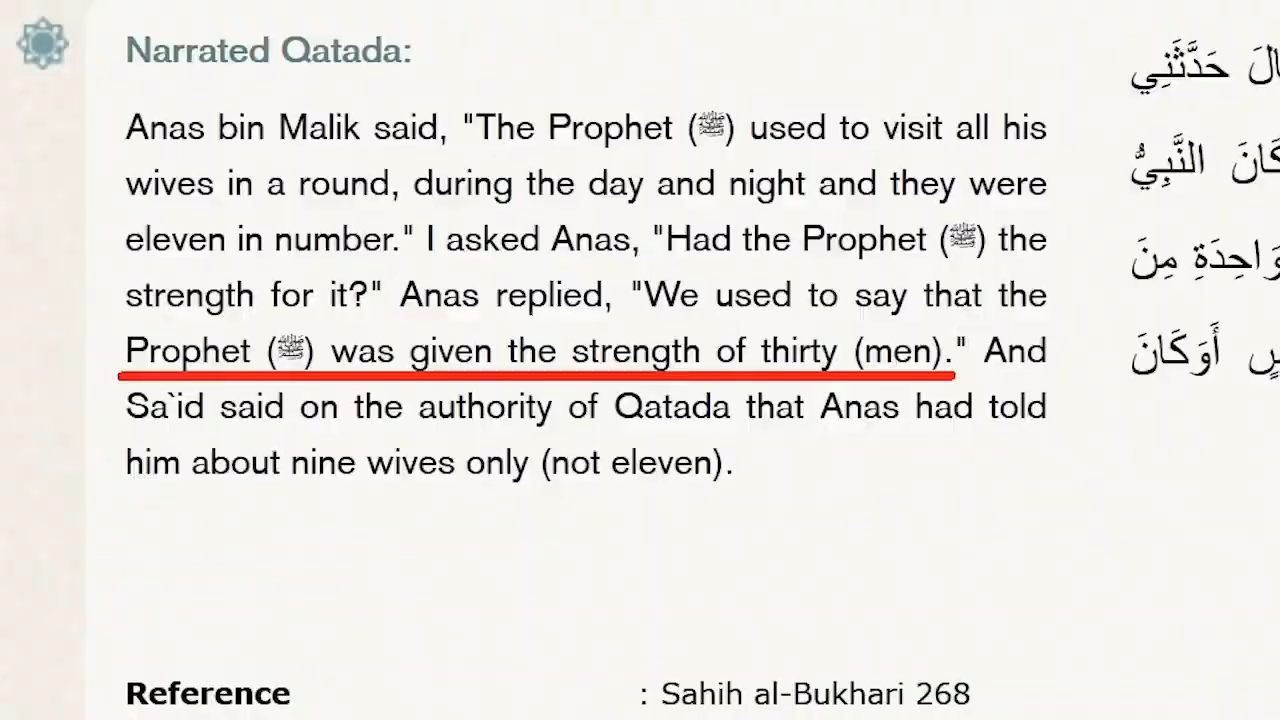 Narrated Qatada:
Anas bin Malik said, "The Prophet (ﷺ) used to visit all his
wives in a round, during the day and night and they were
eleven in number." I asked Anas, "Had the Prophet (ﷺ) the
strength for it?" Anas replied, "We used to say that the
Prophet (ﷺ) was given the strength of thirty (men)." And
Sa`id said on the authority of Qatada that Anas had told
him about nine wives only (not eleven).
حَدَّثَنِي
كَانَ النَّبِيُّ
مِنَ
أَوَ كَانَ
Reference : Sahih al-Bukhari 268